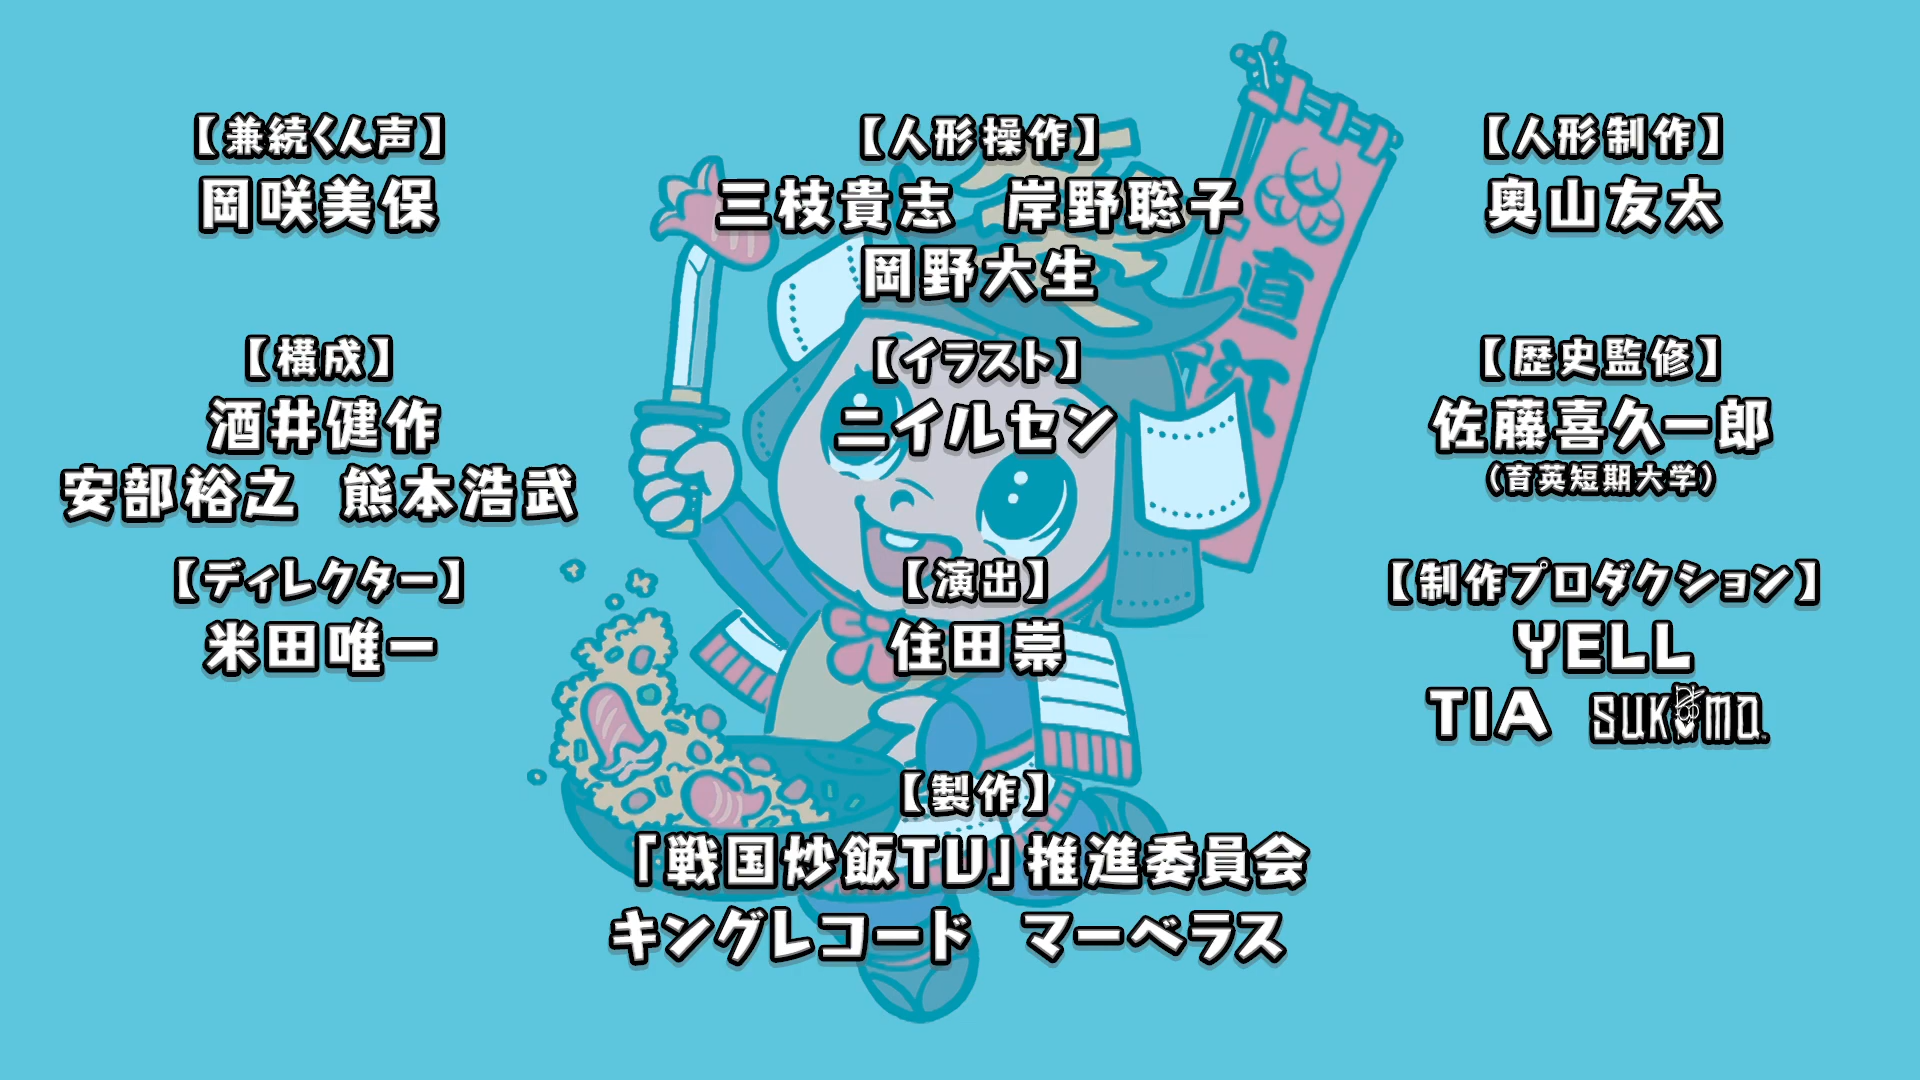 【兼続くん声】
岡咲美保
【人形操作】
三枝貴志　岸野聡子
岡野大生
【人形制作】
奥山友太
【構成】
酒井健作
安部裕之　熊本浩武
【イラスト】
ニイルセン
【歴史監修】
佐藤喜久一郎
(育英短期大学)
【ディレクター】
米田唯一
【演出】
住田崇
【制作プロダクション】
YELL
TIA　sukima.
【製作】
「戦国炒飯TV」推進委員会
キングレコード　マーベラス
直江